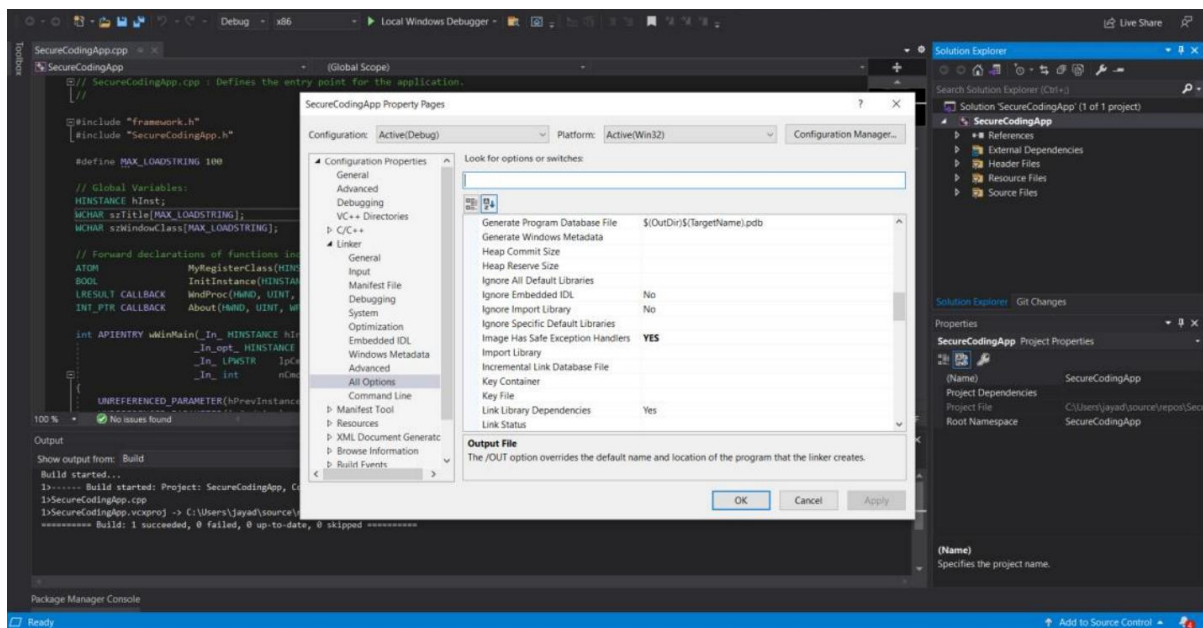 Debug
x86
Local Windows Debugger
Live Share
Toolbox
SecureCodingApp.cpp
SecureCodingApp
(Global Scope)
// SecureCodingApp.cpp : Defines the entry point for the application.
//
#include "framework.h"
#include "SecureCodingApp.h"
#define MAX_LOADSTRING 100
// Global Variables:
HINSTANCE hInst;
WCHAR szTitle[MAX_LOADSTRING];
WCHAR szWindowClass[MAX_LOADSTRING];
// Forward declarations of functions inc
ATOM MyRegisterClass(HINS
BOOL InitInstance(HINSTAN
LRESULT CALLBACK WndProc(HWND, UINT,
INT_PTR CALLBACK About(HWND, UINT, WP
int APIENTRY wWinMain(_In_ HINSTANCE hIn
_In_opt_ HINSTANCE
_In_ LPWSTR lpCm
_In_ int nCmd
{
UNREFERENCED_PARAMETER(hPrevInstance
100 %
No issues found
Output
Show output from: Build
Build started...
1>------ Build started: Project: SecureCodingApp, Co
1>SecureCodingApp.cpp
1>SecureCodingApp.vcxproj -> C:\Users\jayad\source\r
========== Build: 1 succeeded, 0 failed, 0 up-to-date, 0 skipped ==========
Package Manager Console
Ready
SecureCodingApp Property Pages
? ×
Configuration: Active(Debug)
Platform: Active(Win32)
Configuration Manager...
Configuration Properties
General
Advanced
Debugging
VC++ Directories
C/C++
Linker
General
Input
Manifest File
Debugging
System
Optimization
Embedded IDL
Windows Metadata
Advanced
All Options
Command Line
Manifest Tool
Resources
XML Document Generatc
Browse Information
Build Events
Look for options or switches:
Generate Program Database File $(OutDir)$(TargetName).pdb
Generate Windows Metadata
Heap Commit Size
Heap Reserve Size
Ignore All Default Libraries
Ignore Embedded IDL No
Ignore Import Library No
Ignore Specific Default Libraries
Image Has Safe Exception Handlers YES
Import Library
Incremental Link Database File
Key Container
Key File
Link Library Dependencies Yes
Link Status
Output File
The /OUT option overrides the default name and location of the program that the linker creates.
OK
Cancel
Apply
Solution Explorer
Search Solution Explorer (Ctrl+;)
Solution 'SecureCodingApp' (1 of 1 project)
SecureCodingApp
References
External Dependencies
Header Files
Resource Files
Source Files
Solution Explorer Git Changes
Properties
SecureCodingApp Project Properties
(Name) SecureCodingApp
Project Dependencies
Project File C:\Users\jayad\source\repos\Sec
Root Namespace SecureCodingApp
(Name)
Specifies the project name.
Add to Source Control